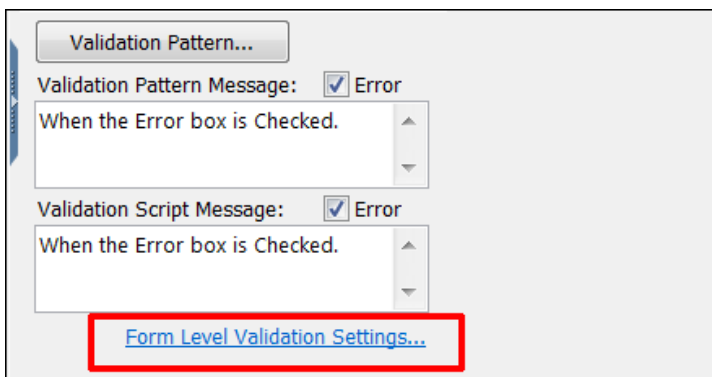 Validation Pattern...
Validation Pattern Message: Error
When the Error box is Checked.
Validation Script Message: Error
When the Error box is Checked.
Form Level Validation Settings...